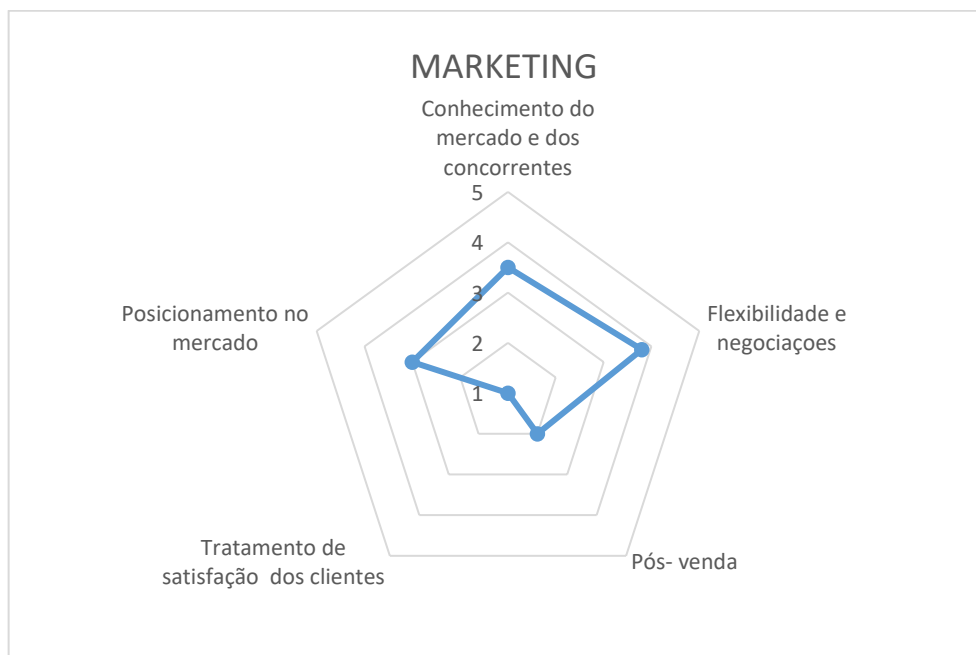 MARKETING
Conhecimento do
mercado e dos
concorrentes
5
4
3
2
1
Flexibilidade e
negociaçoes
Pós- venda
Tratamento de
satisfação  dos clientes
Posicionamento no
mercado